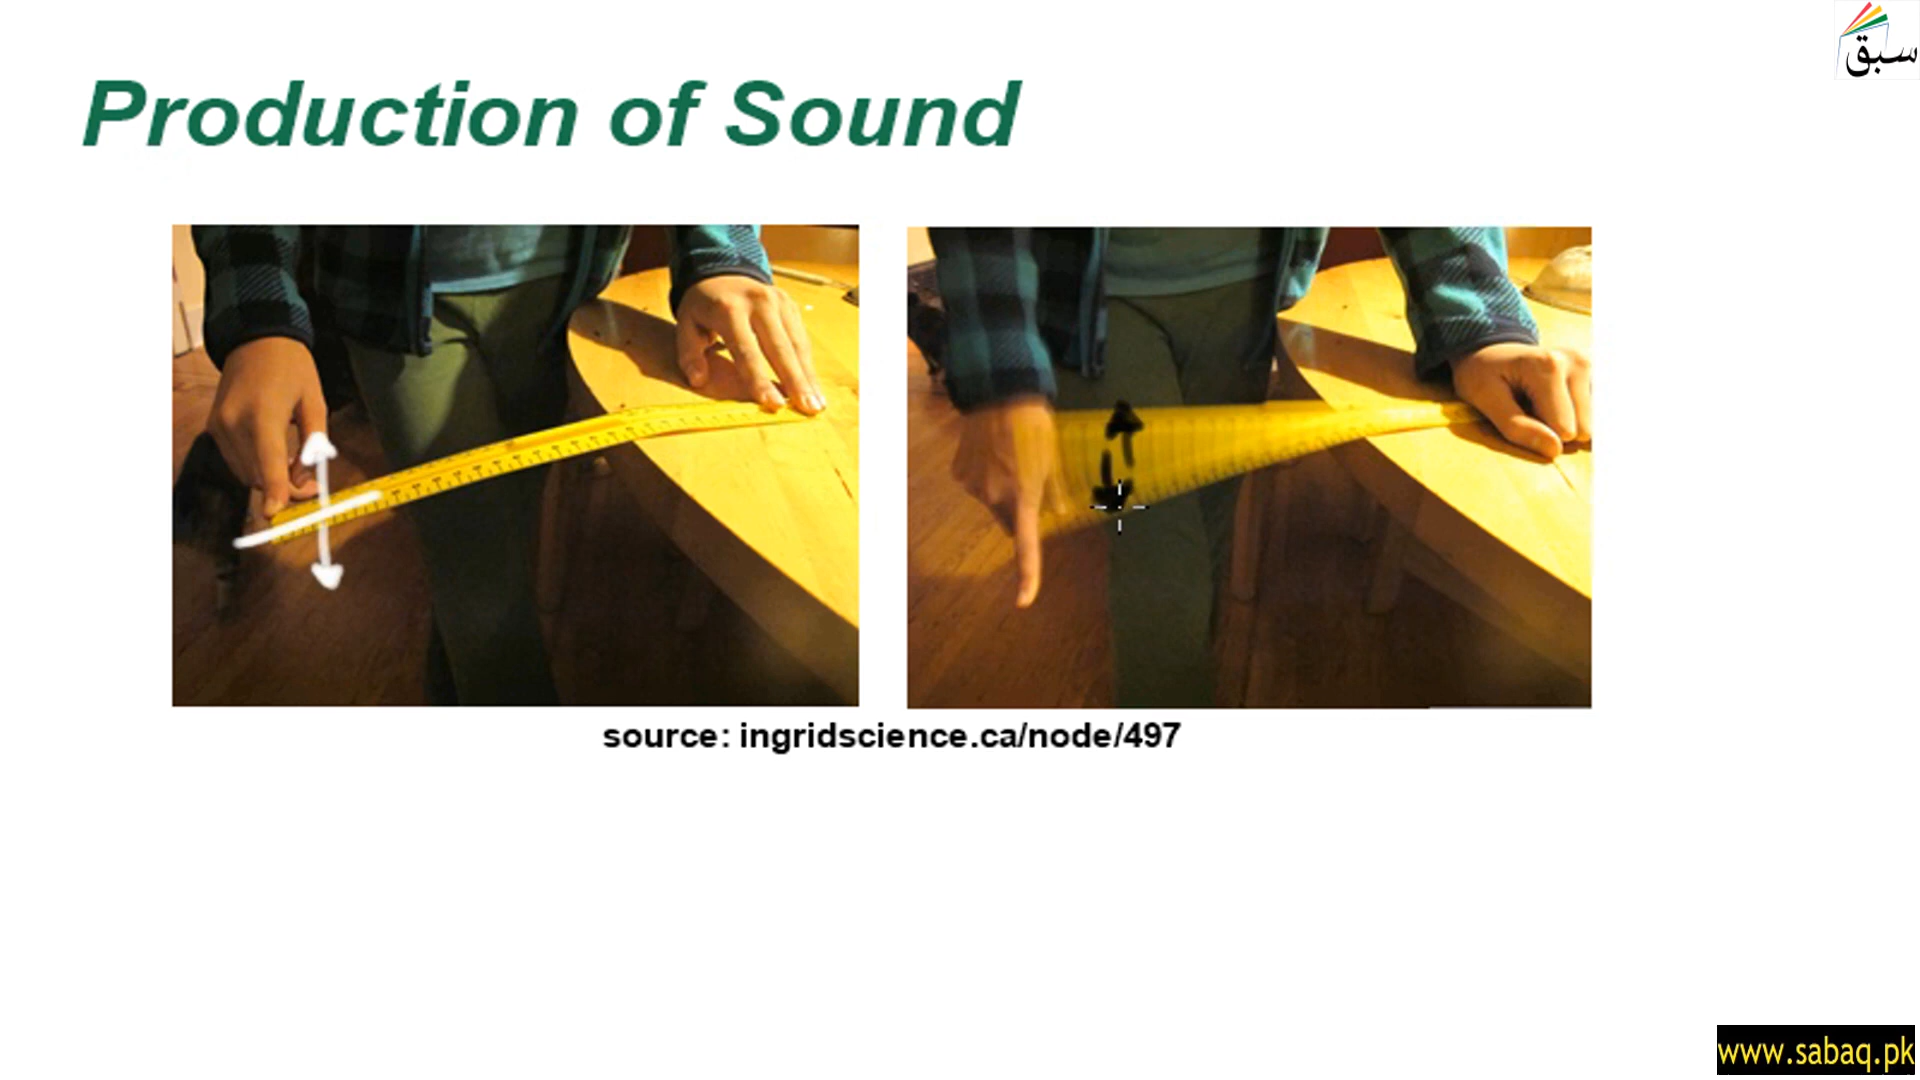 سبق
Production of Sound
source: ingridscience.ca/node/497
www.sabaq.pk